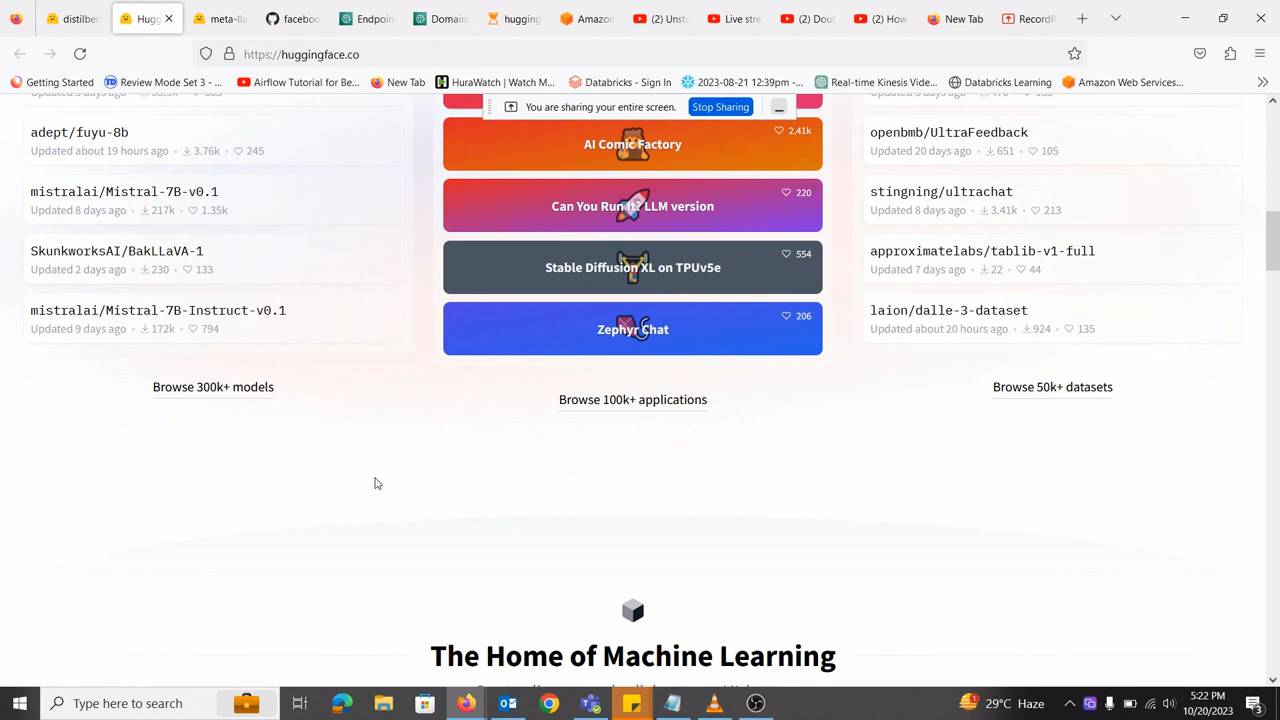 distilber
Hugg
meta-lla
facebool
Endpoin
Domain
hugging
Amazon
(2) Unsto
Live stre
(2) Doub
(2) How
New Tab
RecordR
https://huggingface.co
Getting Started
Review Mode Set 3 - ...
Airflow Tutorial for Be...
New Tab
HuraWatch | Watch M...
Databricks - Sign In
2023-08-21 12:39pm -...
Real-time Kinesis Vide...
Databricks Learning
Amazon Web Services...
You are sharing your entire screen.
Stop Sharing
adept/fuyu-8b
Updated about 19 hours ago • 3.76k • 245
mistralai/Mistral-7B-v0.1
Updated 8 days ago • 217k • 1.35k
SkunkworksAI/BakLLaVA-1
Updated 2 days ago • 230 • 133
mistralai/Mistral-7B-Instruct-v0.1
Updated 9 days ago • 172k • 794
Browse 300k+ models
2.41k
AI Comic Factory
220
Can You Run It? LLM version
554
Stable Diffusion XL on TPUv5e
206
Zephyr Chat
Browse 100k+ applications
openbmb/UltraFeedback
Updated 20 days ago • 651 • 105
stingning/ultrachat
Updated 8 days ago • 3.41k • 213
approximatelabs/tablib-v1-full
Updated 7 days ago • 22 • 44
laion/dalle-3-dataset
Updated about 20 hours ago • 924 • 135
Browse 50k+ datasets
The Home of Machine Learning
Type here to search
29°C Haze
5:22 PM
10/20/2023
3